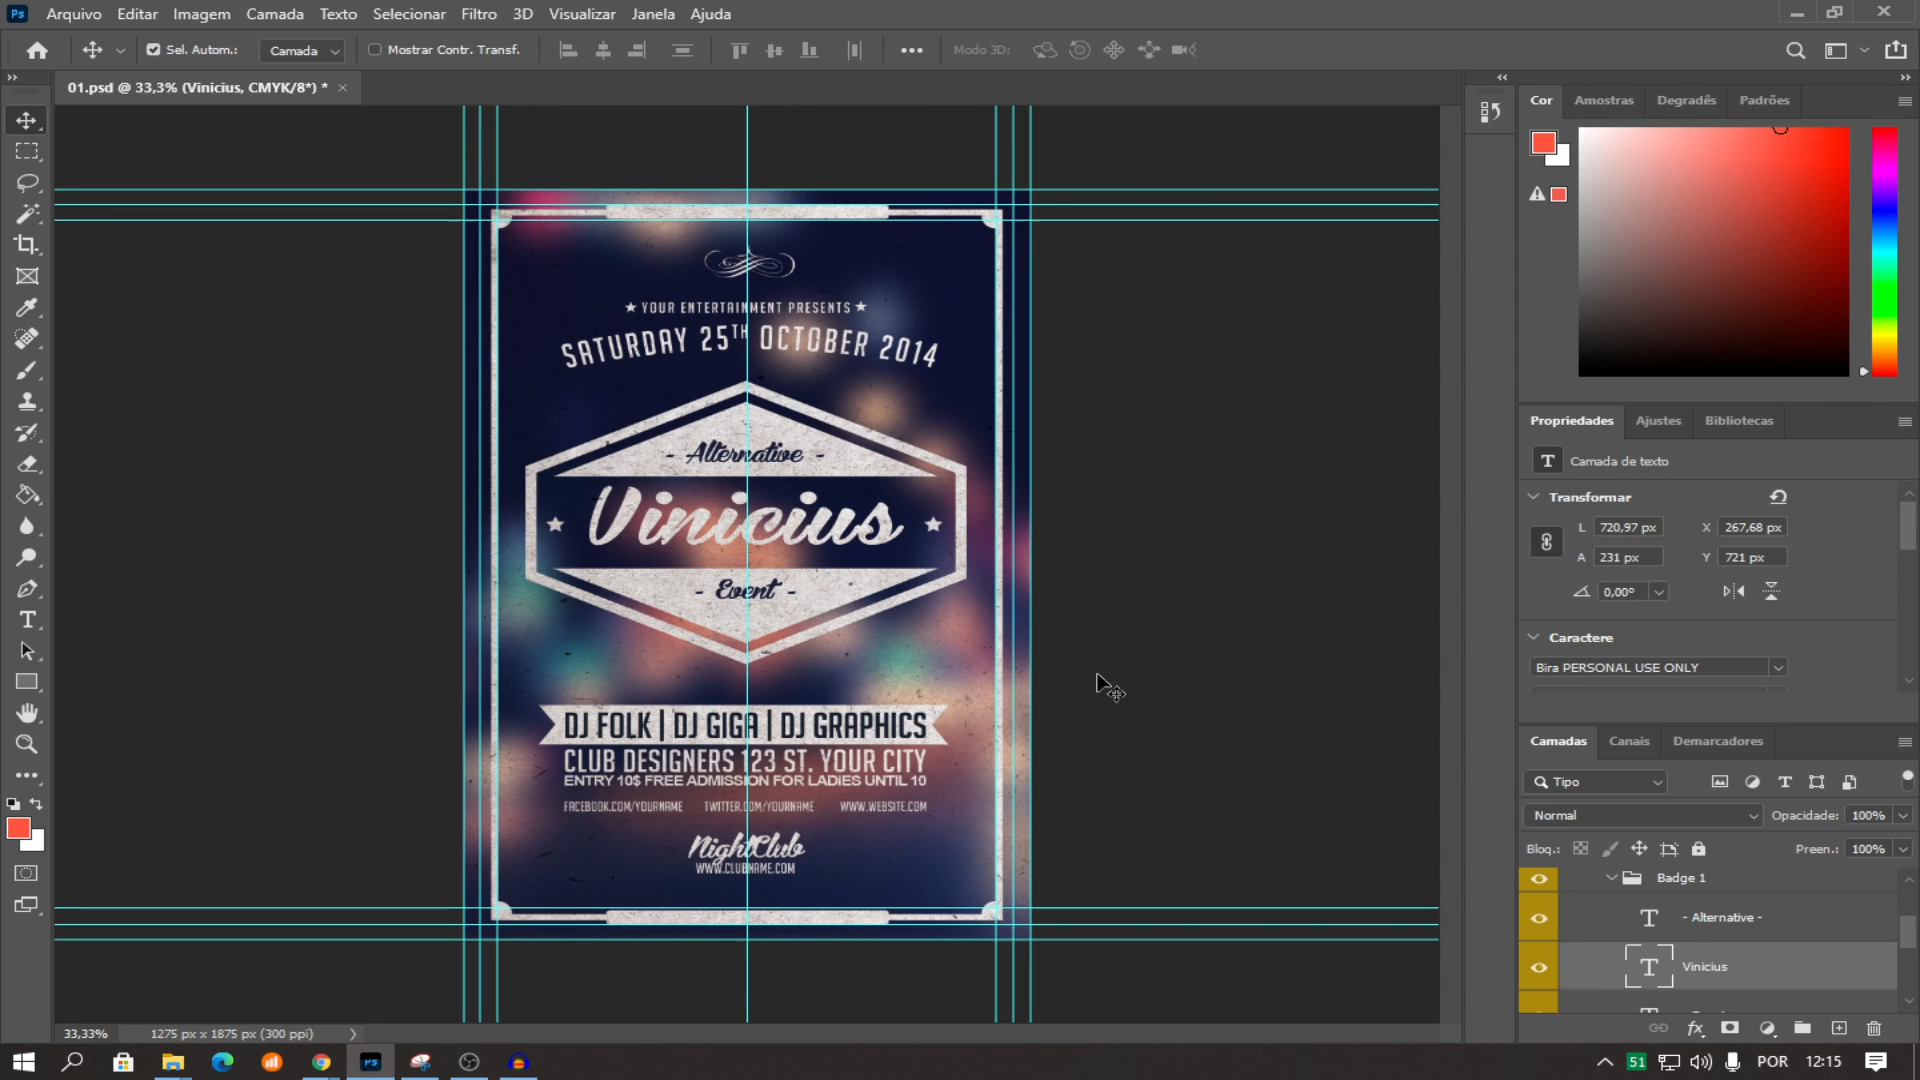 Ps Arquivo Editar Imagem Camada Texto Selecionar Filtro 3D Visualizar Janela Ajuda
Sel. Autom.: Camada Mostrar Contr. Transf. Modo 3D:
01.psd @ 33,3% (Vinicius, CMYK/8*) *
Cor Amostras Degradês Padrões
★ YOUR ENTERTAINMENT PRESENTS ★
SATURDAY 25TH OCTOBER 2014
- Alternative -
Vinicius
- Event -
DJ FOLK | DJ GIGA | DJ GRAPHICS
CLUB DESIGNERS 123 ST. YOUR CITY
ENTRY 10$ FREE ADMISSION FOR LADIES UNTIL 10
FACEBOOK.COM/YOURNAME TWITTER.COM/YOURNAME WWW.WEBSITE.COM
NightClub
WWW.CLUBNAME.COM
Propriedades Ajustes Bibliotecas
T Camada de texto
Transformar
L 720,97 px X 267,68 px
A 231 px Y 721 px
0,00°
Caractere
Bira PERSONAL USE ONLY
Camadas Canais Demarcadores
Tipo
Normal Opacidade: 100%
Bloq.: Preen.: 100%
Badge 1
T - Alternative -
T Vinicius
33,33% 1275 px x 1875 px (300 ppi)
Ps 51 POR 12:15